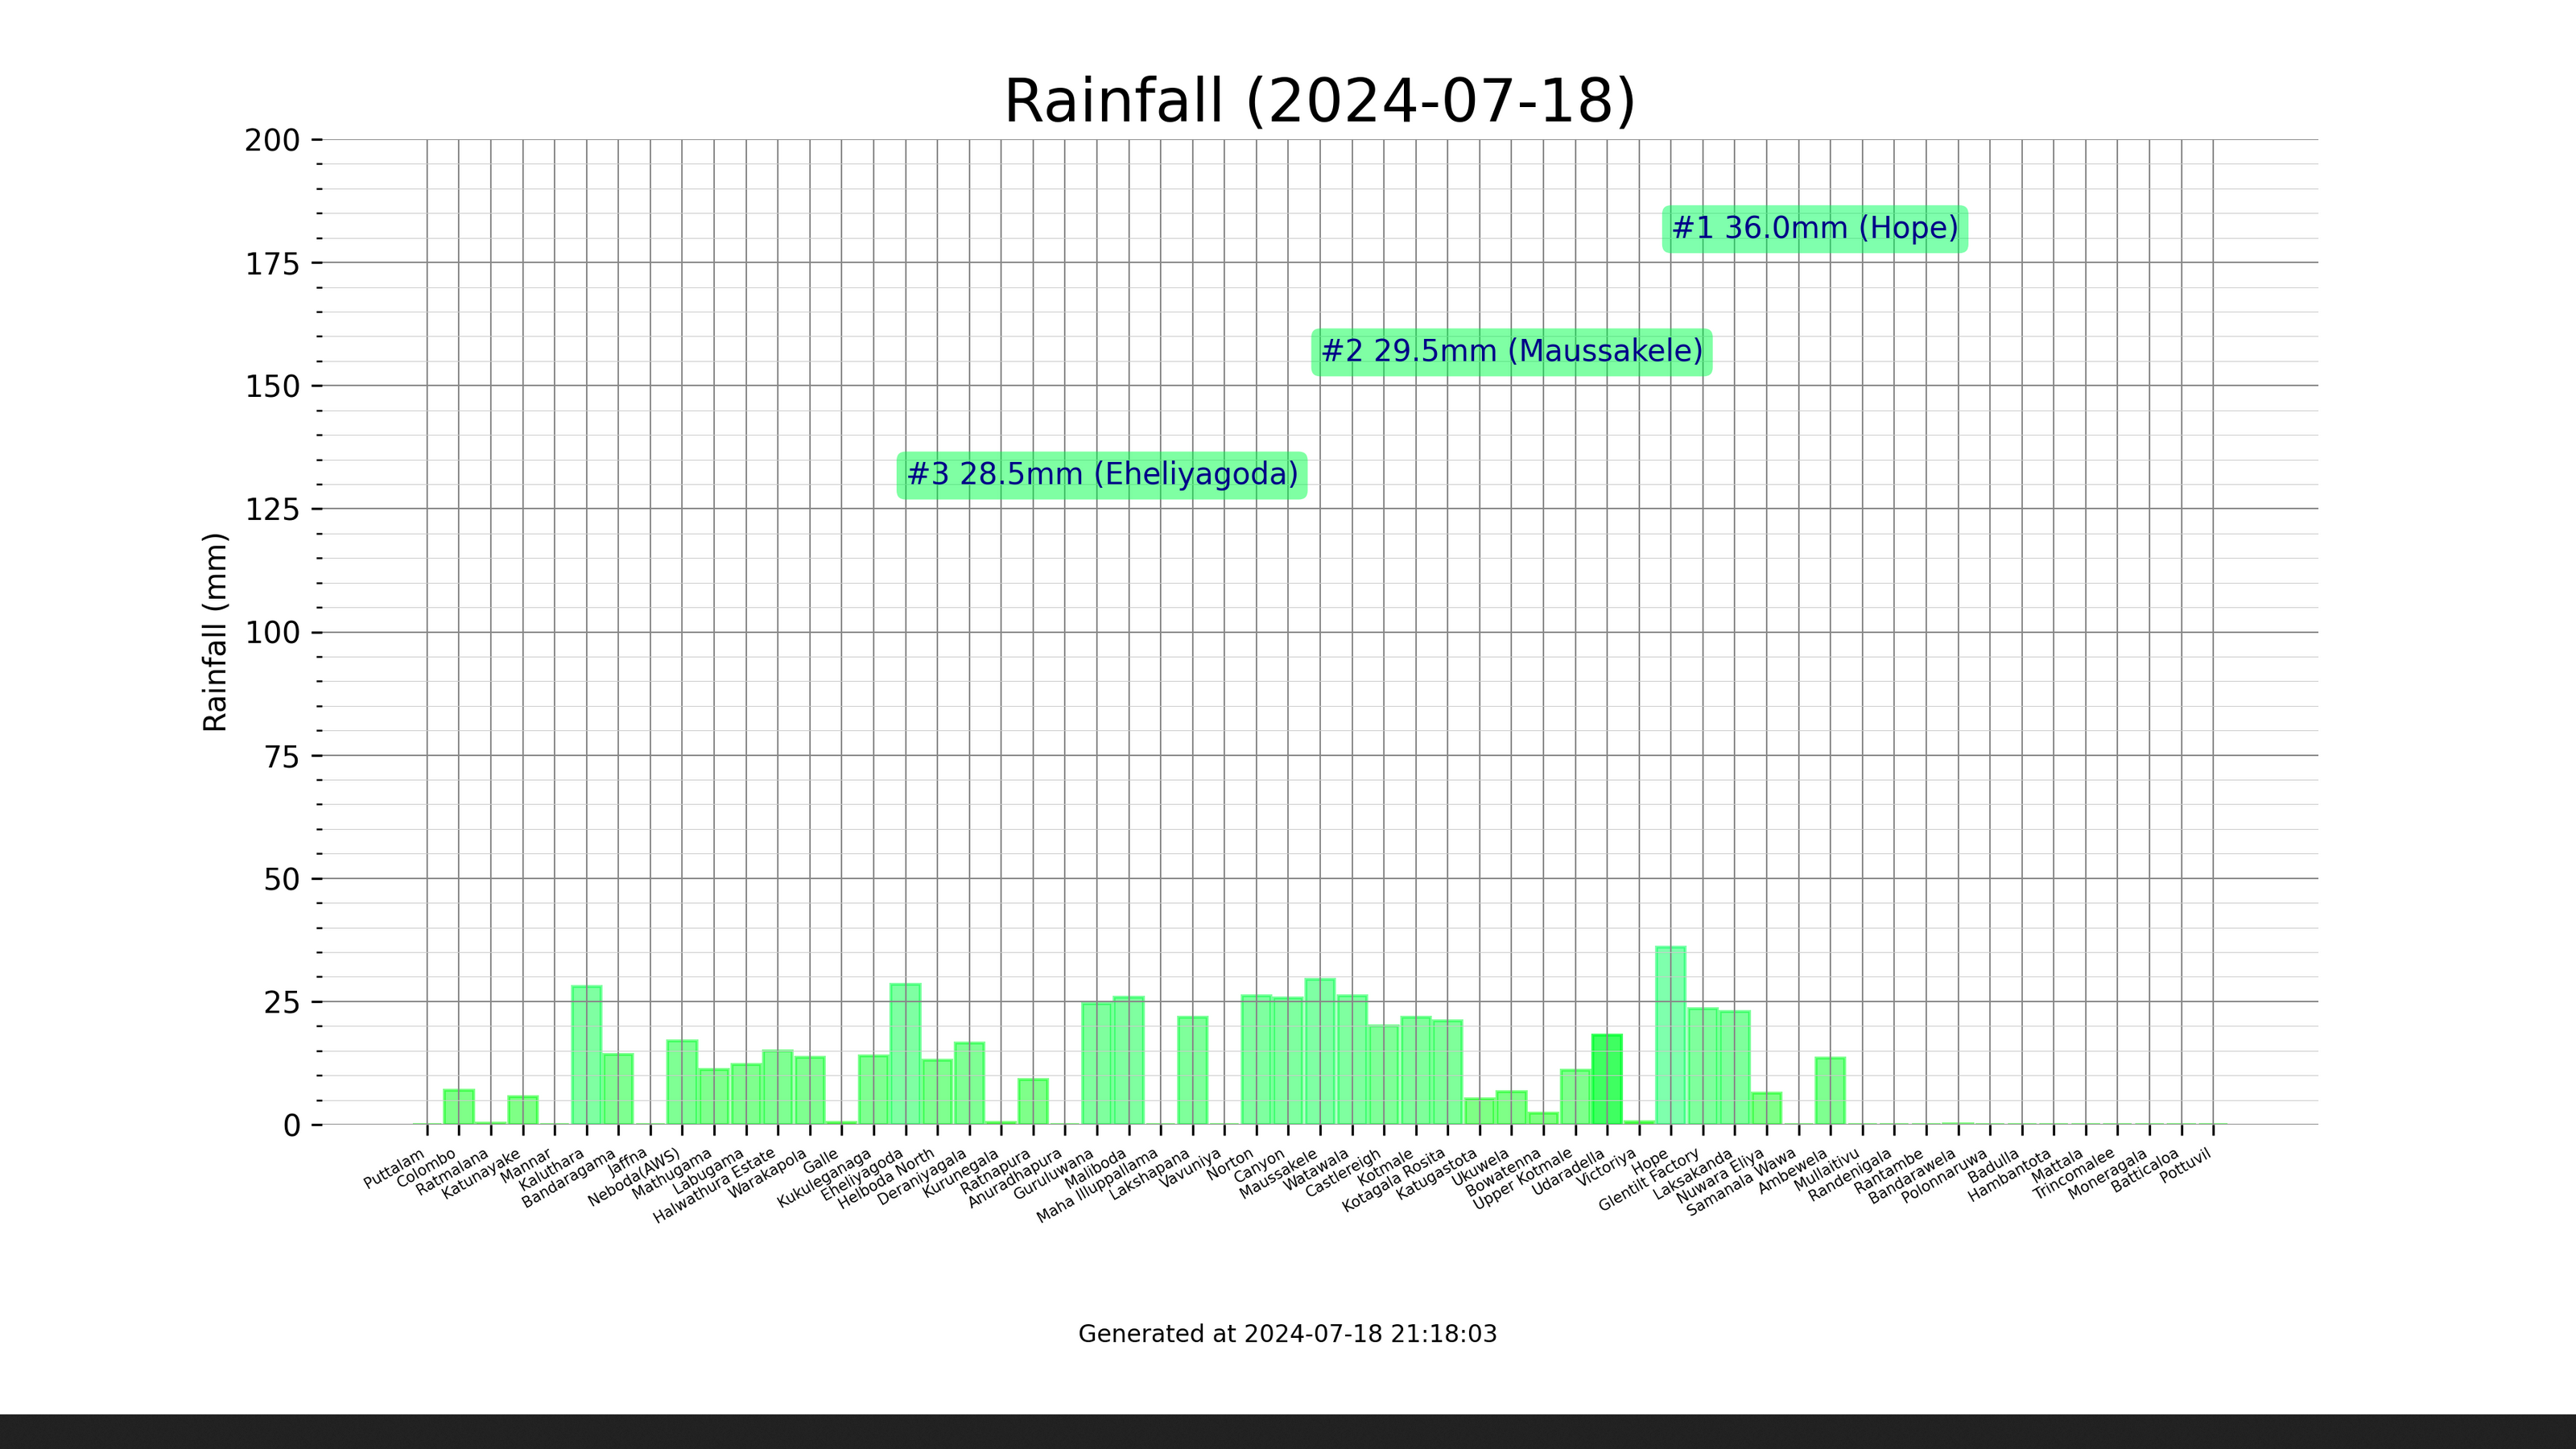 Rainfall (2024-07-18)
200
175
150
125
100
75
50
25
0
Rainfall (mm)
#1 36.0mm (Hope)
#2 29.5mm (Maussakele)
#3 28.5mm (Eheliyagoda)
Puttalam
Colombo
Ratmalana
Katunayake
Mannar
Kaluthara
Bandaragama
Jaffna
Neboda(AWS)
Mathugama
Labugama
Halwathura Estate
Warakapola
Galle
Kukuleganaga
Eheliyagoda
Helboda North
Deraniyagala
Kurunegala
Ratnapura
Anuradhapura
Guruluwana
Maliboda
Maha Illuppallama
Lakshapana
Vavuniya
Norton
Canyon
Maussakele
Watawala
Castlereigh
Kotmale
Kotagala Rosita
Katugastota
Ukuwela
Bowatenna
Upper Kotmale
Udaradella
Victoriya
Hope
Glentilt Factory
Laksakanda
Nuwara Eliya
Samanala Wawa
Ambewela
Mullaitivu
Randenigala
Rantambe
Bandarawela
Polonnaruwa
Badulla
Hambantota
Mattala
Trincomalee
Moneragala
Batticaloa
Pottuvil
Generated at 2024-07-18 21:18:03